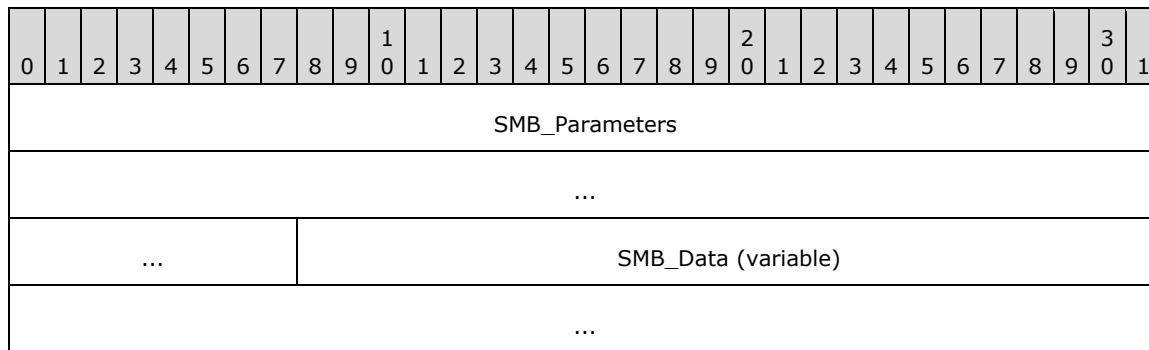 1 2 3
0 1 2 3 4 5 6 7 8 9 0 1 2 3 4 5 6 7 8 9 0 1 2 3 4 5 6 7 8 9 0 1
SMB_Parameters
...
... SMB_Data (variable)
...